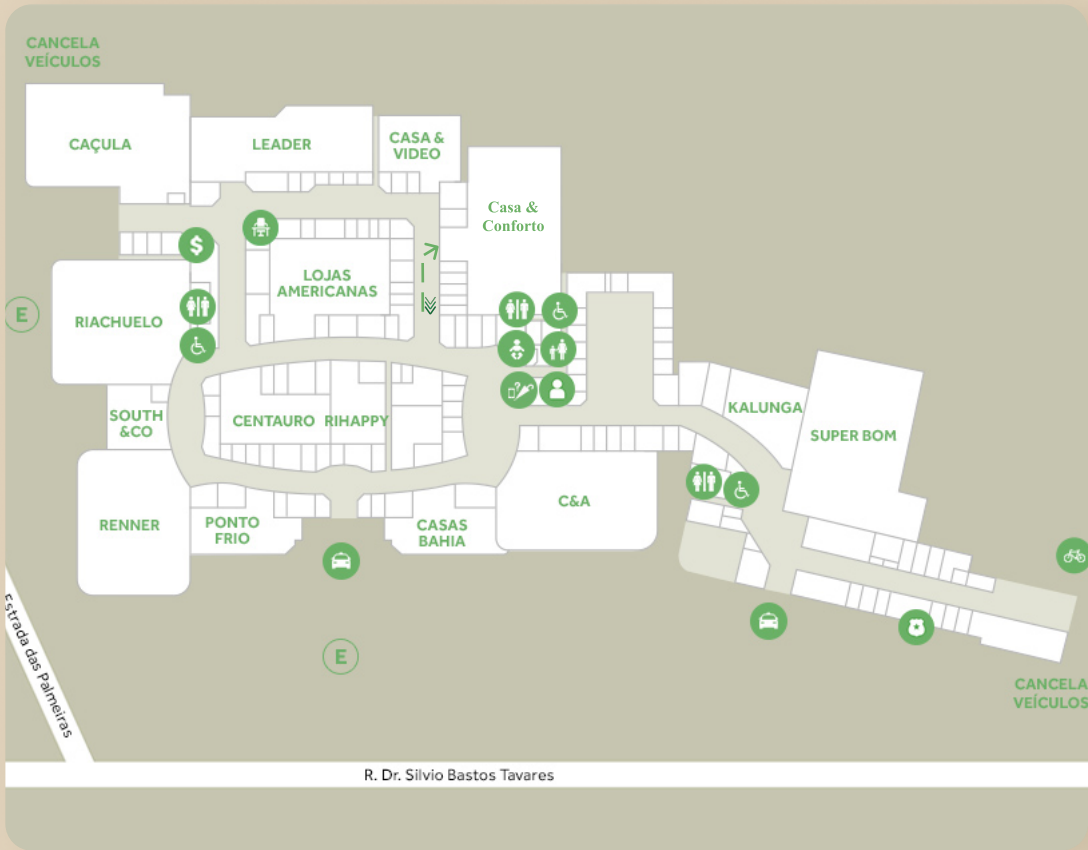 CANCELA
VEÍCULOS
CAÇULA
LEADER
CASA &
VIDEO
Casa &
Conforto
$
LOJAS
AMERICANAS
E
RIACHUELO
SOUTH
&CO
CENTAURO
RIHAPPY
KALUNGA
SUPER BOM
RENNER
PONTO
FRIO
CASAS
BAHIA
C&A
E
Estrada das Palmeiras
CANCELA
VEÍCULOS
R. Dr. Silvio Bastos Tavares